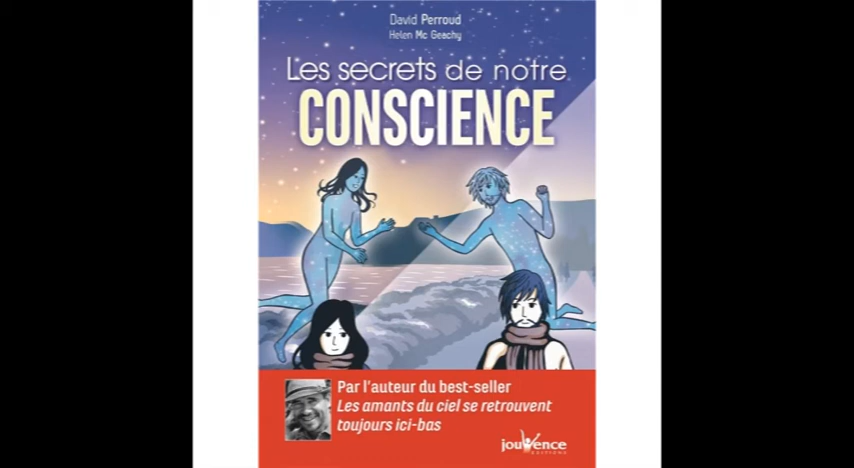 David Perroud
Helen Mc Geachy
Les secrets de notre
CONSCIENCE
Par l'auteur du best-seller
Les amants du ciel se retrouvent
toujours ici-bas
jouvence
EDITIONS